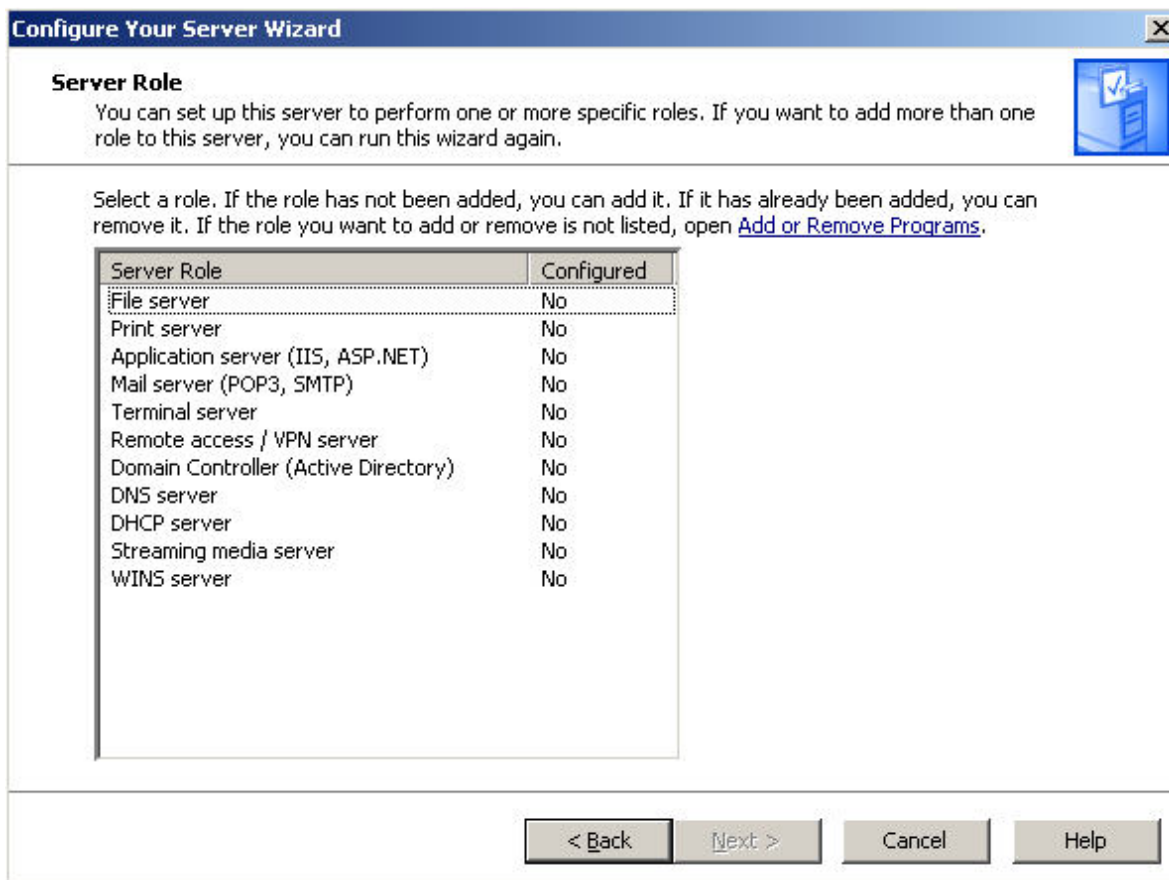 Configure Your Server Wizard
Server Role
You can set up this server to perform one or more specific roles. If you want to add more than one
role to this server, you can run this wizard again.
Select a role. If the role has not been added, you can add it. If it has already been added, you can
remove it. If the role you want to add or remove is not listed, open Add or Remove Programs.
Server Role Configured
File server No
Print server No
Application server (IIS, ASP.NET) No
Mail server (POP3, SMTP) No
Terminal server No
Remote access / VPN server No
Domain Controller (Active Directory) No
DNS server No
DHCP server No
Streaming media server No
WINS server No
< Back Next > Cancel Help